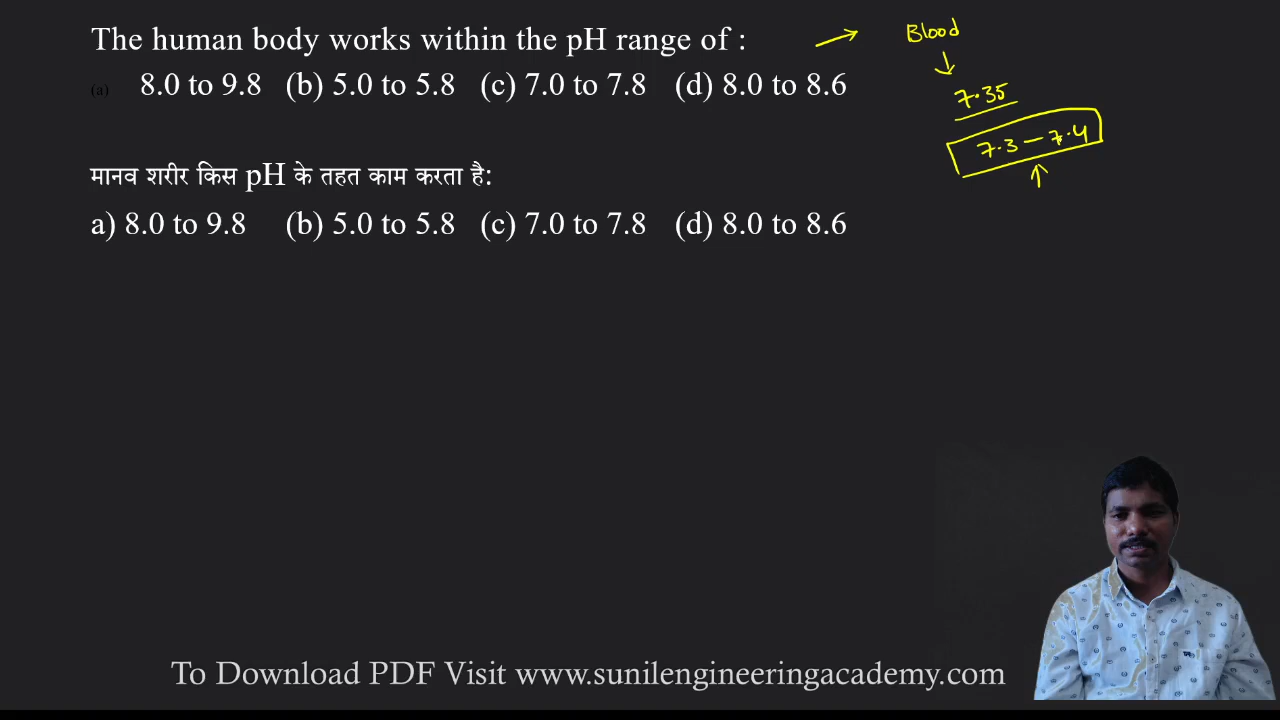 The human body works within the pH range of :
(a) 8.0 to 9.8 (b) 5.0 to 5.8 (c) 7.0 to 7.8 (d) 8.0 to 8.6
मानव शरीर किस pH के तहत काम करता है:
a) 8.0 to 9.8 (b) 5.0 to 5.8 (c) 7.0 to 7.8 (d) 8.0 to 8.6
Blood
7.35
7.3 – 7.4
To Download PDF Visit www.sunilengineeringacademy.com